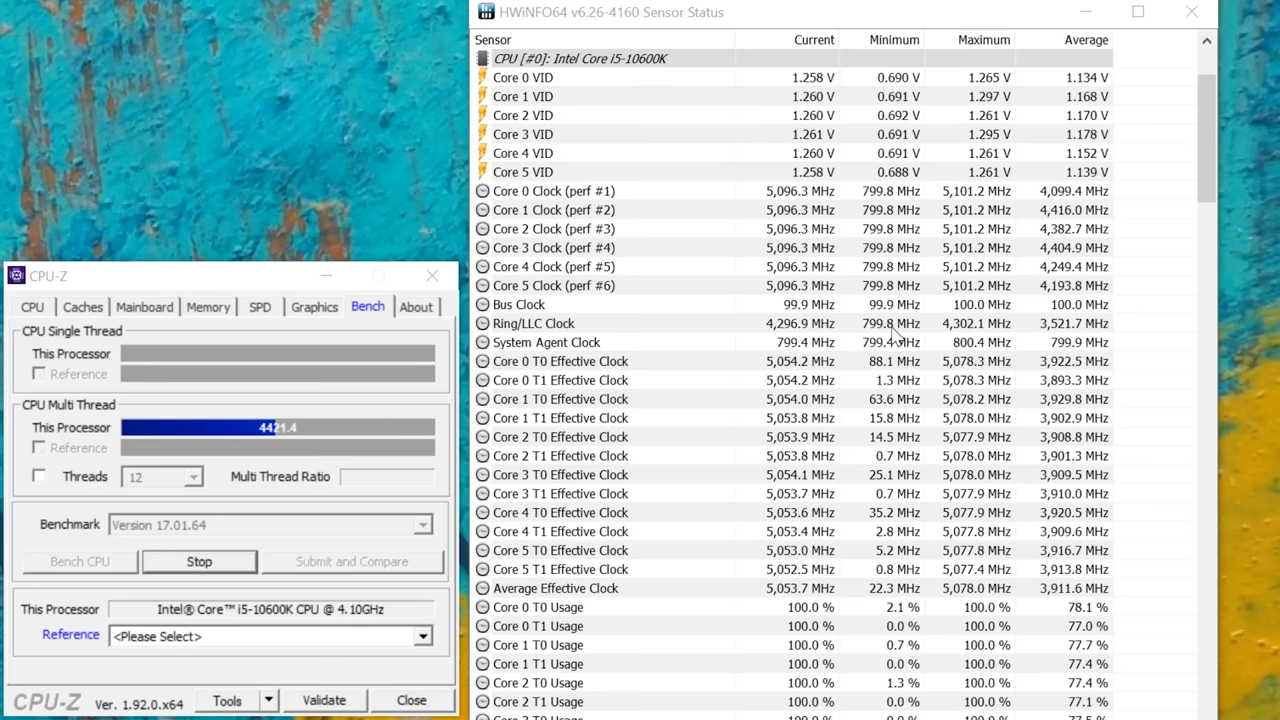 HWiNFO64 v6.26-4160 Sensor Status
Sensor Current Minimum Maximum Average
CPU [#0]: Intel Core i5-10600K
Core 0 VID 1.258 V 0.690 V 1.265 V 1.134 V
Core 1 VID 1.260 V 0.691 V 1.297 V 1.168 V
Core 2 VID 1.260 V 0.692 V 1.261 V 1.170 V
Core 3 VID 1.261 V 0.691 V 1.295 V 1.178 V
Core 4 VID 1.260 V 0.691 V 1.261 V 1.152 V
Core 5 VID 1.258 V 0.688 V 1.261 V 1.139 V
Core 0 Clock (perf #1) 5,096.3 MHz 799.8 MHz 5,101.2 MHz 4,099.4 MHz
Core 1 Clock (perf #2) 5,096.3 MHz 799.8 MHz 5,101.2 MHz 4,416.0 MHz
Core 2 Clock (perf #3) 5,096.3 MHz 799.8 MHz 5,101.2 MHz 4,382.7 MHz
Core 3 Clock (perf #4) 5,096.3 MHz 799.8 MHz 5,101.2 MHz 4,404.9 MHz
Core 4 Clock (perf #5) 5,096.3 MHz 799.8 MHz 5,101.2 MHz 4,249.4 MHz
Core 5 Clock (perf #6) 5,096.3 MHz 799.8 MHz 5,101.2 MHz 4,193.8 MHz
Bus Clock 99.9 MHz 99.9 MHz 100.0 MHz 100.0 MHz
Ring/LLC Clock 4,296.9 MHz 799.8 MHz 4,302.1 MHz 3,521.7 MHz
System Agent Clock 799.4 MHz 799.4 MHz 800.4 MHz 799.9 MHz
Core 0 T0 Effective Clock 5,054.2 MHz 88.1 MHz 5,078.3 MHz 3,922.5 MHz
Core 0 T1 Effective Clock 5,054.2 MHz 1.3 MHz 5,078.3 MHz 3,893.3 MHz
Core 1 T0 Effective Clock 5,054.0 MHz 63.6 MHz 5,078.2 MHz 3,929.8 MHz
Core 1 T1 Effective Clock 5,053.8 MHz 15.8 MHz 5,078.0 MHz 3,902.9 MHz
Core 2 T0 Effective Clock 5,053.9 MHz 14.5 MHz 5,077.9 MHz 3,908.8 MHz
Core 2 T1 Effective Clock 5,053.8 MHz 0.7 MHz 5,078.0 MHz 3,901.3 MHz
Core 3 T0 Effective Clock 5,054.1 MHz 25.1 MHz 5,078.0 MHz 3,909.5 MHz
Core 3 T1 Effective Clock 5,053.7 MHz 0.7 MHz 5,077.9 MHz 3,910.0 MHz
Core 4 T0 Effective Clock 5,053.6 MHz 35.2 MHz 5,077.9 MHz 3,920.5 MHz
Core 4 T1 Effective Clock 5,053.4 MHz 2.8 MHz 5,077.8 MHz 3,909.6 MHz
Core 5 T0 Effective Clock 5,053.0 MHz 5.2 MHz 5,077.8 MHz 3,916.7 MHz
Core 5 T1 Effective Clock 5,052.5 MHz 0.8 MHz 5,077.4 MHz 3,913.8 MHz
Average Effective Clock 5,053.7 MHz 22.3 MHz 5,078.0 MHz 3,911.6 MHz
Core 0 T0 Usage 100.0 % 2.1 % 100.0 % 78.1 %
Core 0 T1 Usage 100.0 % 0.0 % 100.0 % 77.0 %
Core 1 T0 Usage 100.0 % 0.7 % 100.0 % 77.7 %
Core 1 T1 Usage 100.0 % 0.0 % 100.0 % 77.4 %
Core 2 T0 Usage 100.0 % 1.3 % 100.0 % 77.4 %
Core 2 T1 Usage 100.0 % 0.0 % 100.0 % 77.1 %
CPU-Z
CPU Caches Mainboard Memory SPD Graphics Bench About
CPU Single Thread
This Processor
Reference
CPU Multi Thread
This Processor 4421.4
Reference
Threads 12 Multi Thread Ratio
Benchmark Version 17.01.64
Bench CPU Stop Submit and Compare
This Processor Intel® Core™ i5-10600K CPU @ 4.10GHz
Reference <Please Select>
CPU-Z Ver. 1.92.0.x64 Tools Validate Close